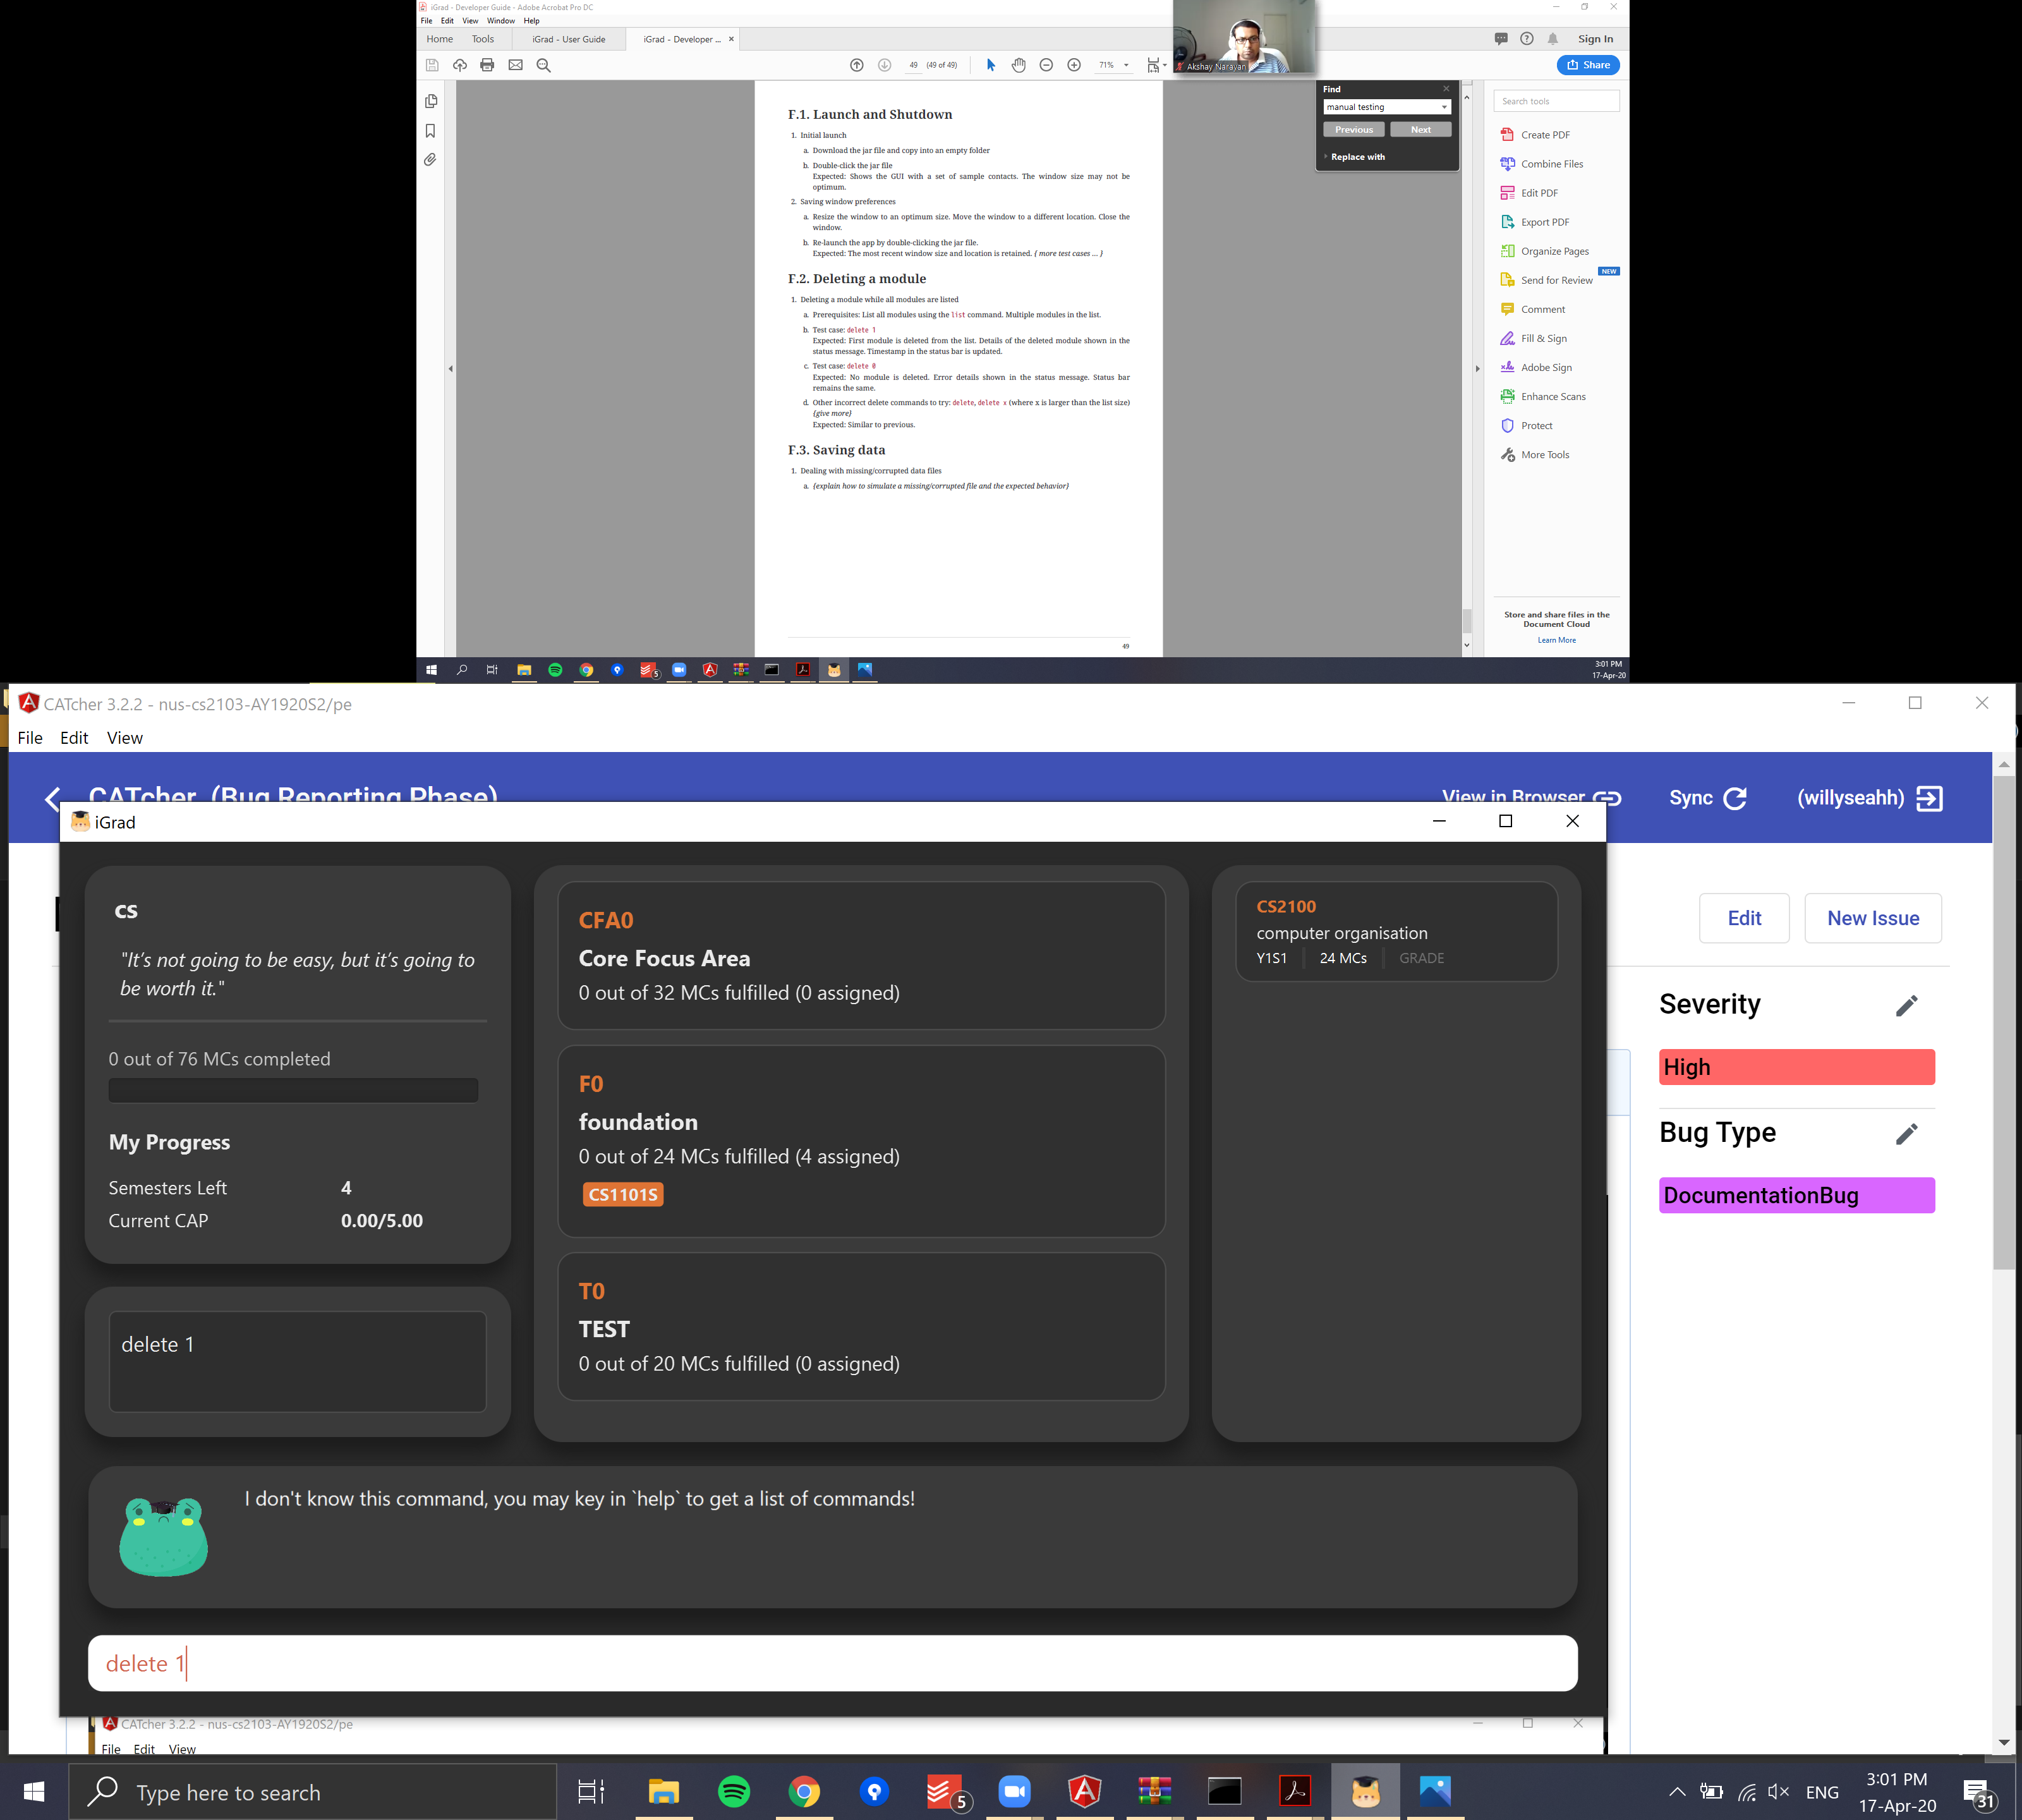 iGrad - Developer Guide - Adobe Acrobat Pro DC
File Edit View Window Help
Home Tools iGrad - User Guide iGrad - Developer ... ×
Sign In
49 (49 of 49) 71%
Share
Akshay Narayan
Find
manual testing
Previous Next
Replace with
F.1. Launch and Shutdown
1. Initial launch
a. Download the jar file and copy into an empty folder
b. Double-click the jar file
Expected: Shows the GUI with a set of sample contacts. The window size may not be
optimum.
2. Saving window preferences
a. Resize the window to an optimum size. Move the window to a different location. Close the
window.
b. Re-launch the app by double-clicking the jar file.
Expected: The most recent window size and location is retained. { more test cases ... }
F.2. Deleting a module
1. Deleting a module while all modules are listed
a. Prerequisites: List all modules using the list command. Multiple modules in the list.
b. Test case: delete 1
Expected: First module is deleted from the list. Details of the deleted module shown in the
status message. Timestamp in the status bar is updated.
c. Test case: delete 0
Expected: No module is deleted. Error details shown in the status message. Status bar
remains the same.
d. Other incorrect delete commands to try: delete, delete x (where x is larger than the list size)
{give more}
Expected: Similar to previous.
F.3. Saving data
1. Dealing with missing/corrupted data files
a. {explain how to simulate a missing/corrupted file and the expected behavior}
49
Search tools
Create PDF
Combine Files
Edit PDF
Export PDF
Organize Pages
Send for Review NEW
Comment
Fill & Sign
Adobe Sign
Enhance Scans
Protect
More Tools
Store and share files in the
Document Cloud
Learn More
5
3:01 PM
17-Apr-20
CATcher 3.2.2 - nus-cs2103-AY1920S2/pe
File Edit View
CATcher (Bug Reporting Phase)
View in Browser Sync (willyseahh)
iGrad
Edit New Issue
Severity
High
Bug Type
DocumentationBug
cs
"It's not going to be easy, but it's going to
be worth it."
0 out of 76 MCs completed
My Progress
Semesters Left 4
Current CAP 0.00/5.00
delete 1
CFA0
Core Focus Area
0 out of 32 MCs fulfilled (0 assigned)
F0
foundation
0 out of 24 MCs fulfilled (4 assigned)
CS1101S
T0
TEST
0 out of 20 MCs fulfilled (0 assigned)
CS2100
computer organisation
Y1S1 24 MCs GRADE
I don't know this command, you may key in `help` to get a list of commands!
delete 1
CATcher 3.2.2 - nus-cs2103-AY1920S2/pe
File Edit View
Type here to search
5
ENG
3:01 PM
17-Apr-20
31